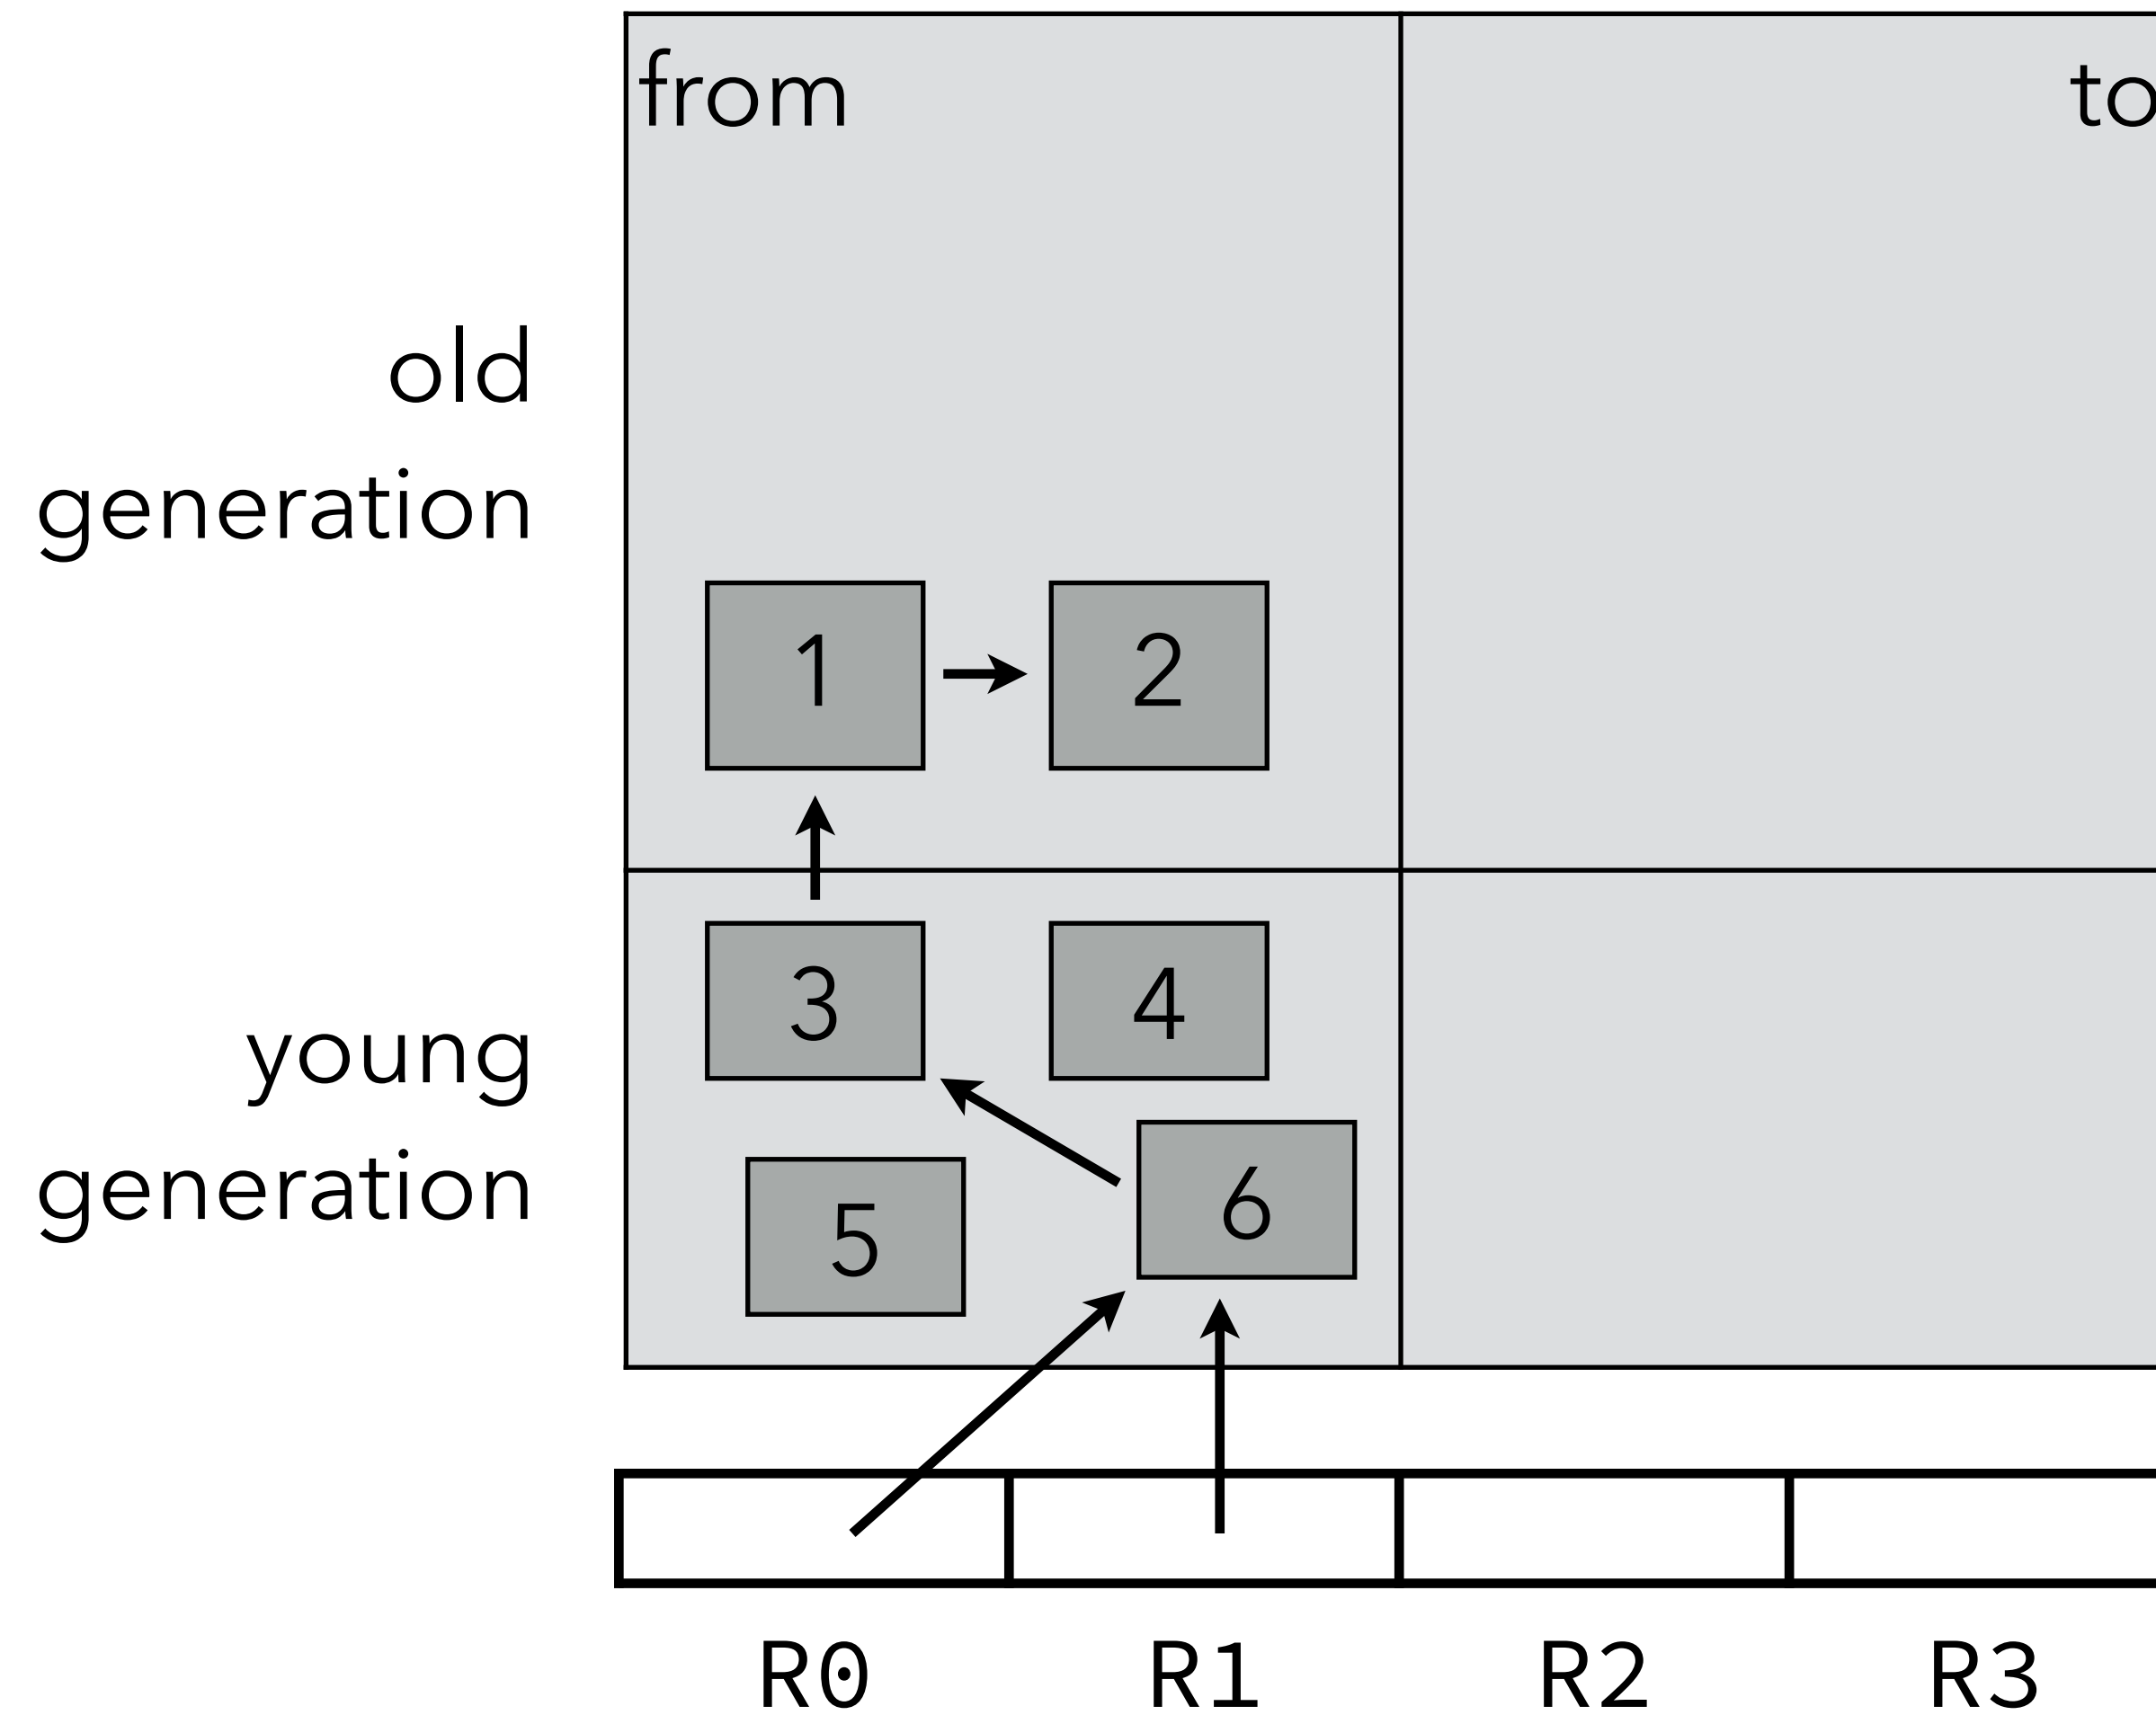 from
to
old
generation
1
2
3
4
young
generation
5
6
R0
R1
R2
R3